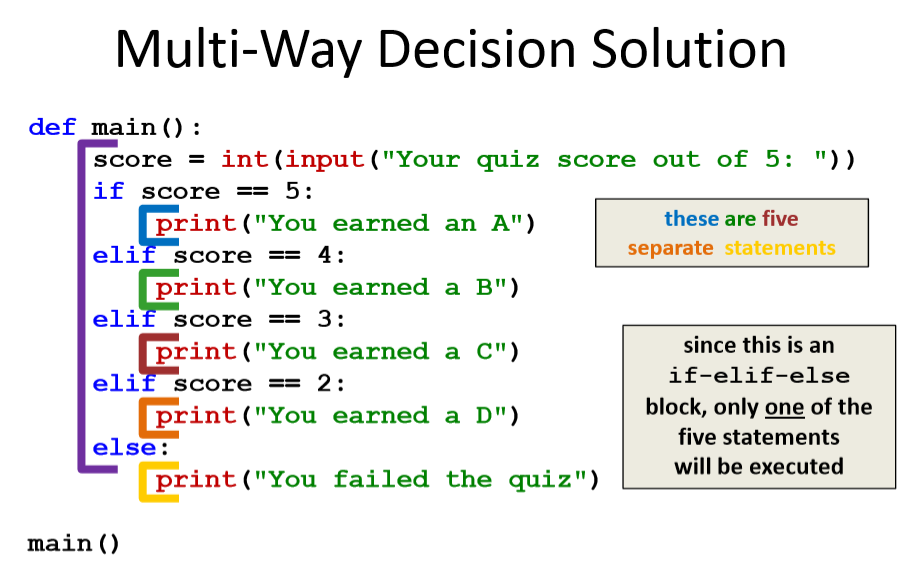 Multi-Way Decision Solution
def main():
    score = int(input("Your quiz score out of 5: "))
    if score == 5:
        print("You earned an A")
    elif score == 4:
        print("You earned a B")
    elif score == 3:
        print("You earned a C")
    elif score == 2:
        print("You earned a D")
    else:
        print("You failed the quiz")
main()
these are five
separate statements
since this is an
if-elif-else
block, only one of the
five statements
will be executed